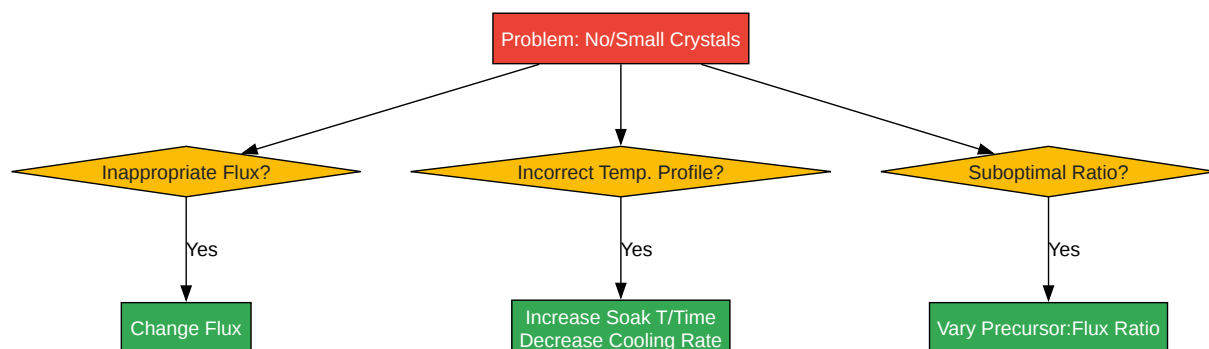 Problem: No/Small Crystals
Inappropriate Flux?
Incorrect Temp. Profile?
Suboptimal Ratio?
Yes
Yes
Yes
Change Flux
Increase Soak T/Time
Decrease Cooling Rate
Vary Precursor:Flux Ratio